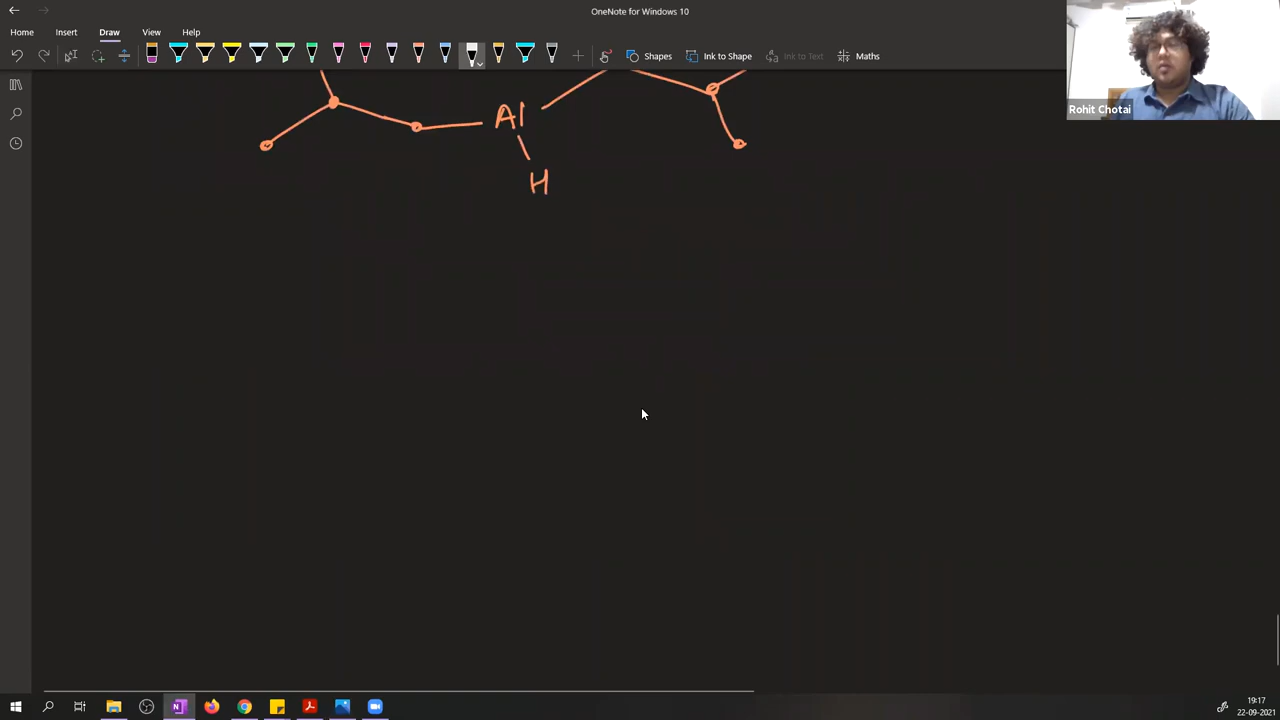 OneNote for Windows 10
Home Insert Draw View Help
Shapes Ink to Shape Ink to Text Maths
Rohit Chotai
Al
H
19:17
22-09-2021